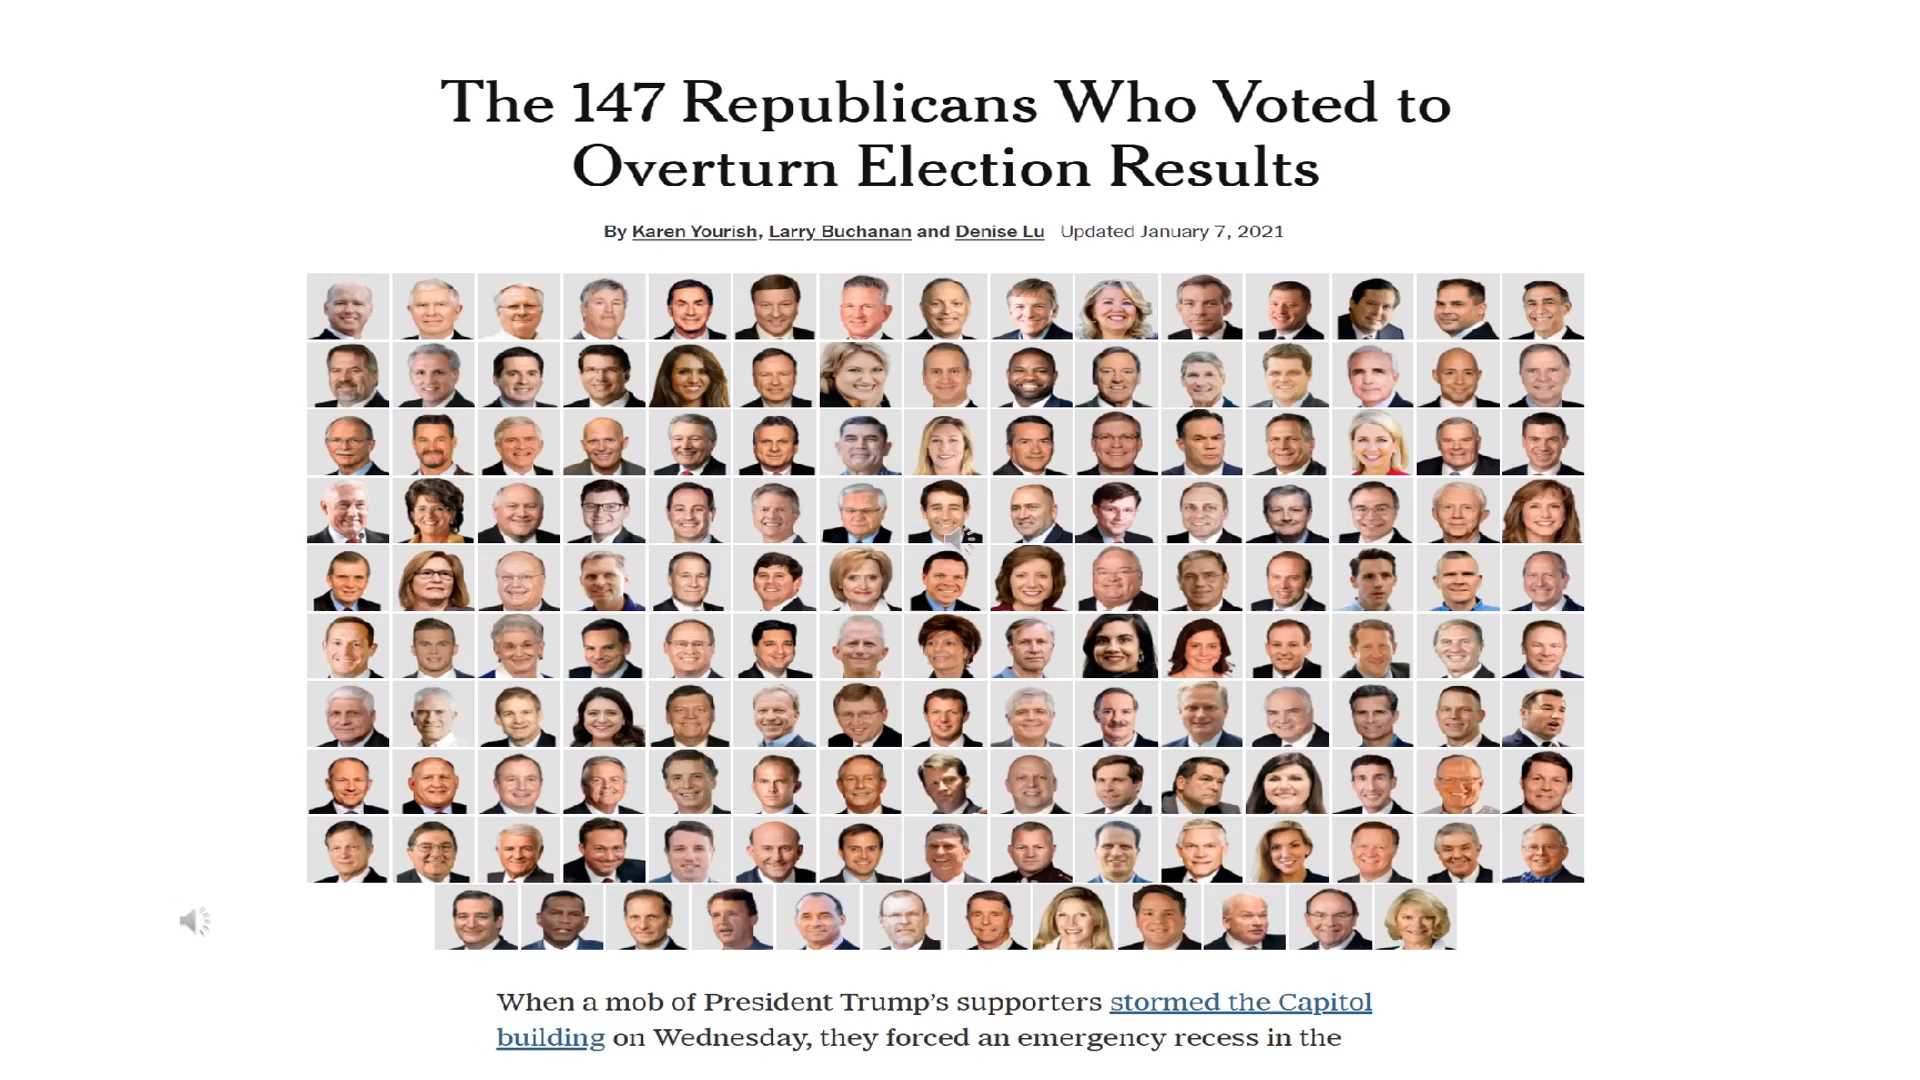 The 147 Republicans Who Voted to
Overturn Election Results
By Karen Yourish, Larry Buchanan and Denise Lu Updated January 7, 2021
When a mob of President Trump’s supporters stormed the Capitol
building on Wednesday, they forced an emergency recess in the